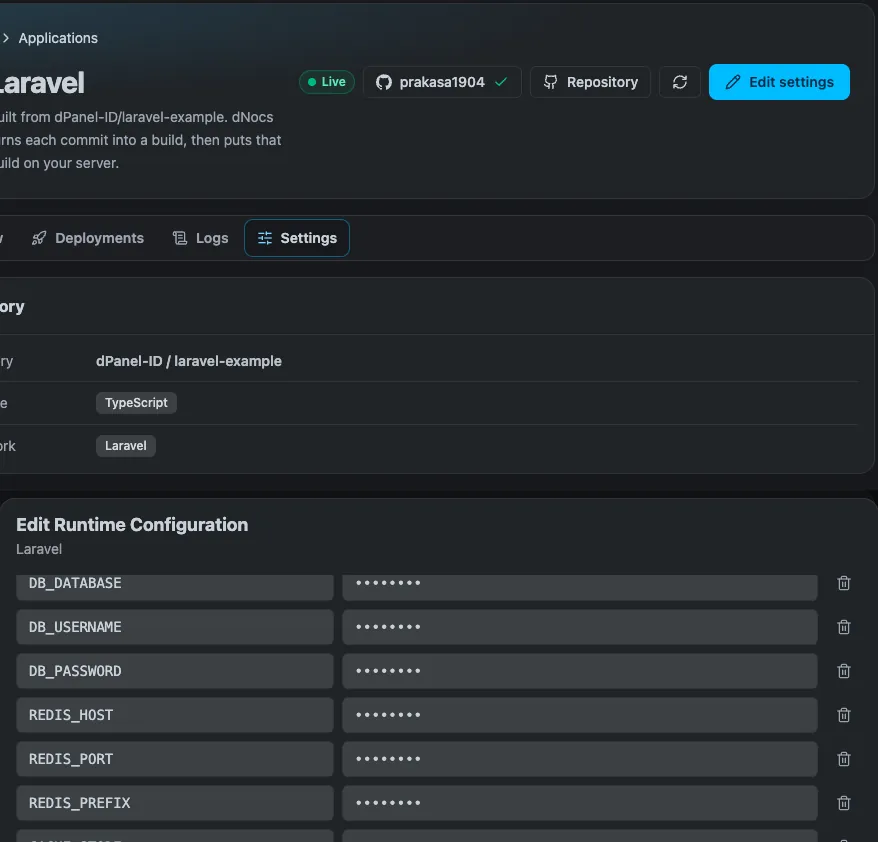 Applications
Laravel
Live
prakasa1904
Repository
Edit settings
uilt from dPanel-ID/laravel-example. dNocs
rns each commit into a build, then puts that
uild on your server.
Deployments
Logs
Settings
ory
ry
dPanel-ID / laravel-example
e
TypeScript
ork
Laravel
Edit Runtime Configuration
Laravel
DB_DATABASE
••••••••
DB_USERNAME
••••••••
DB_PASSWORD
••••••••
REDIS_HOST
••••••••
REDIS_PORT
••••••••
REDIS_PREFIX
••••••••